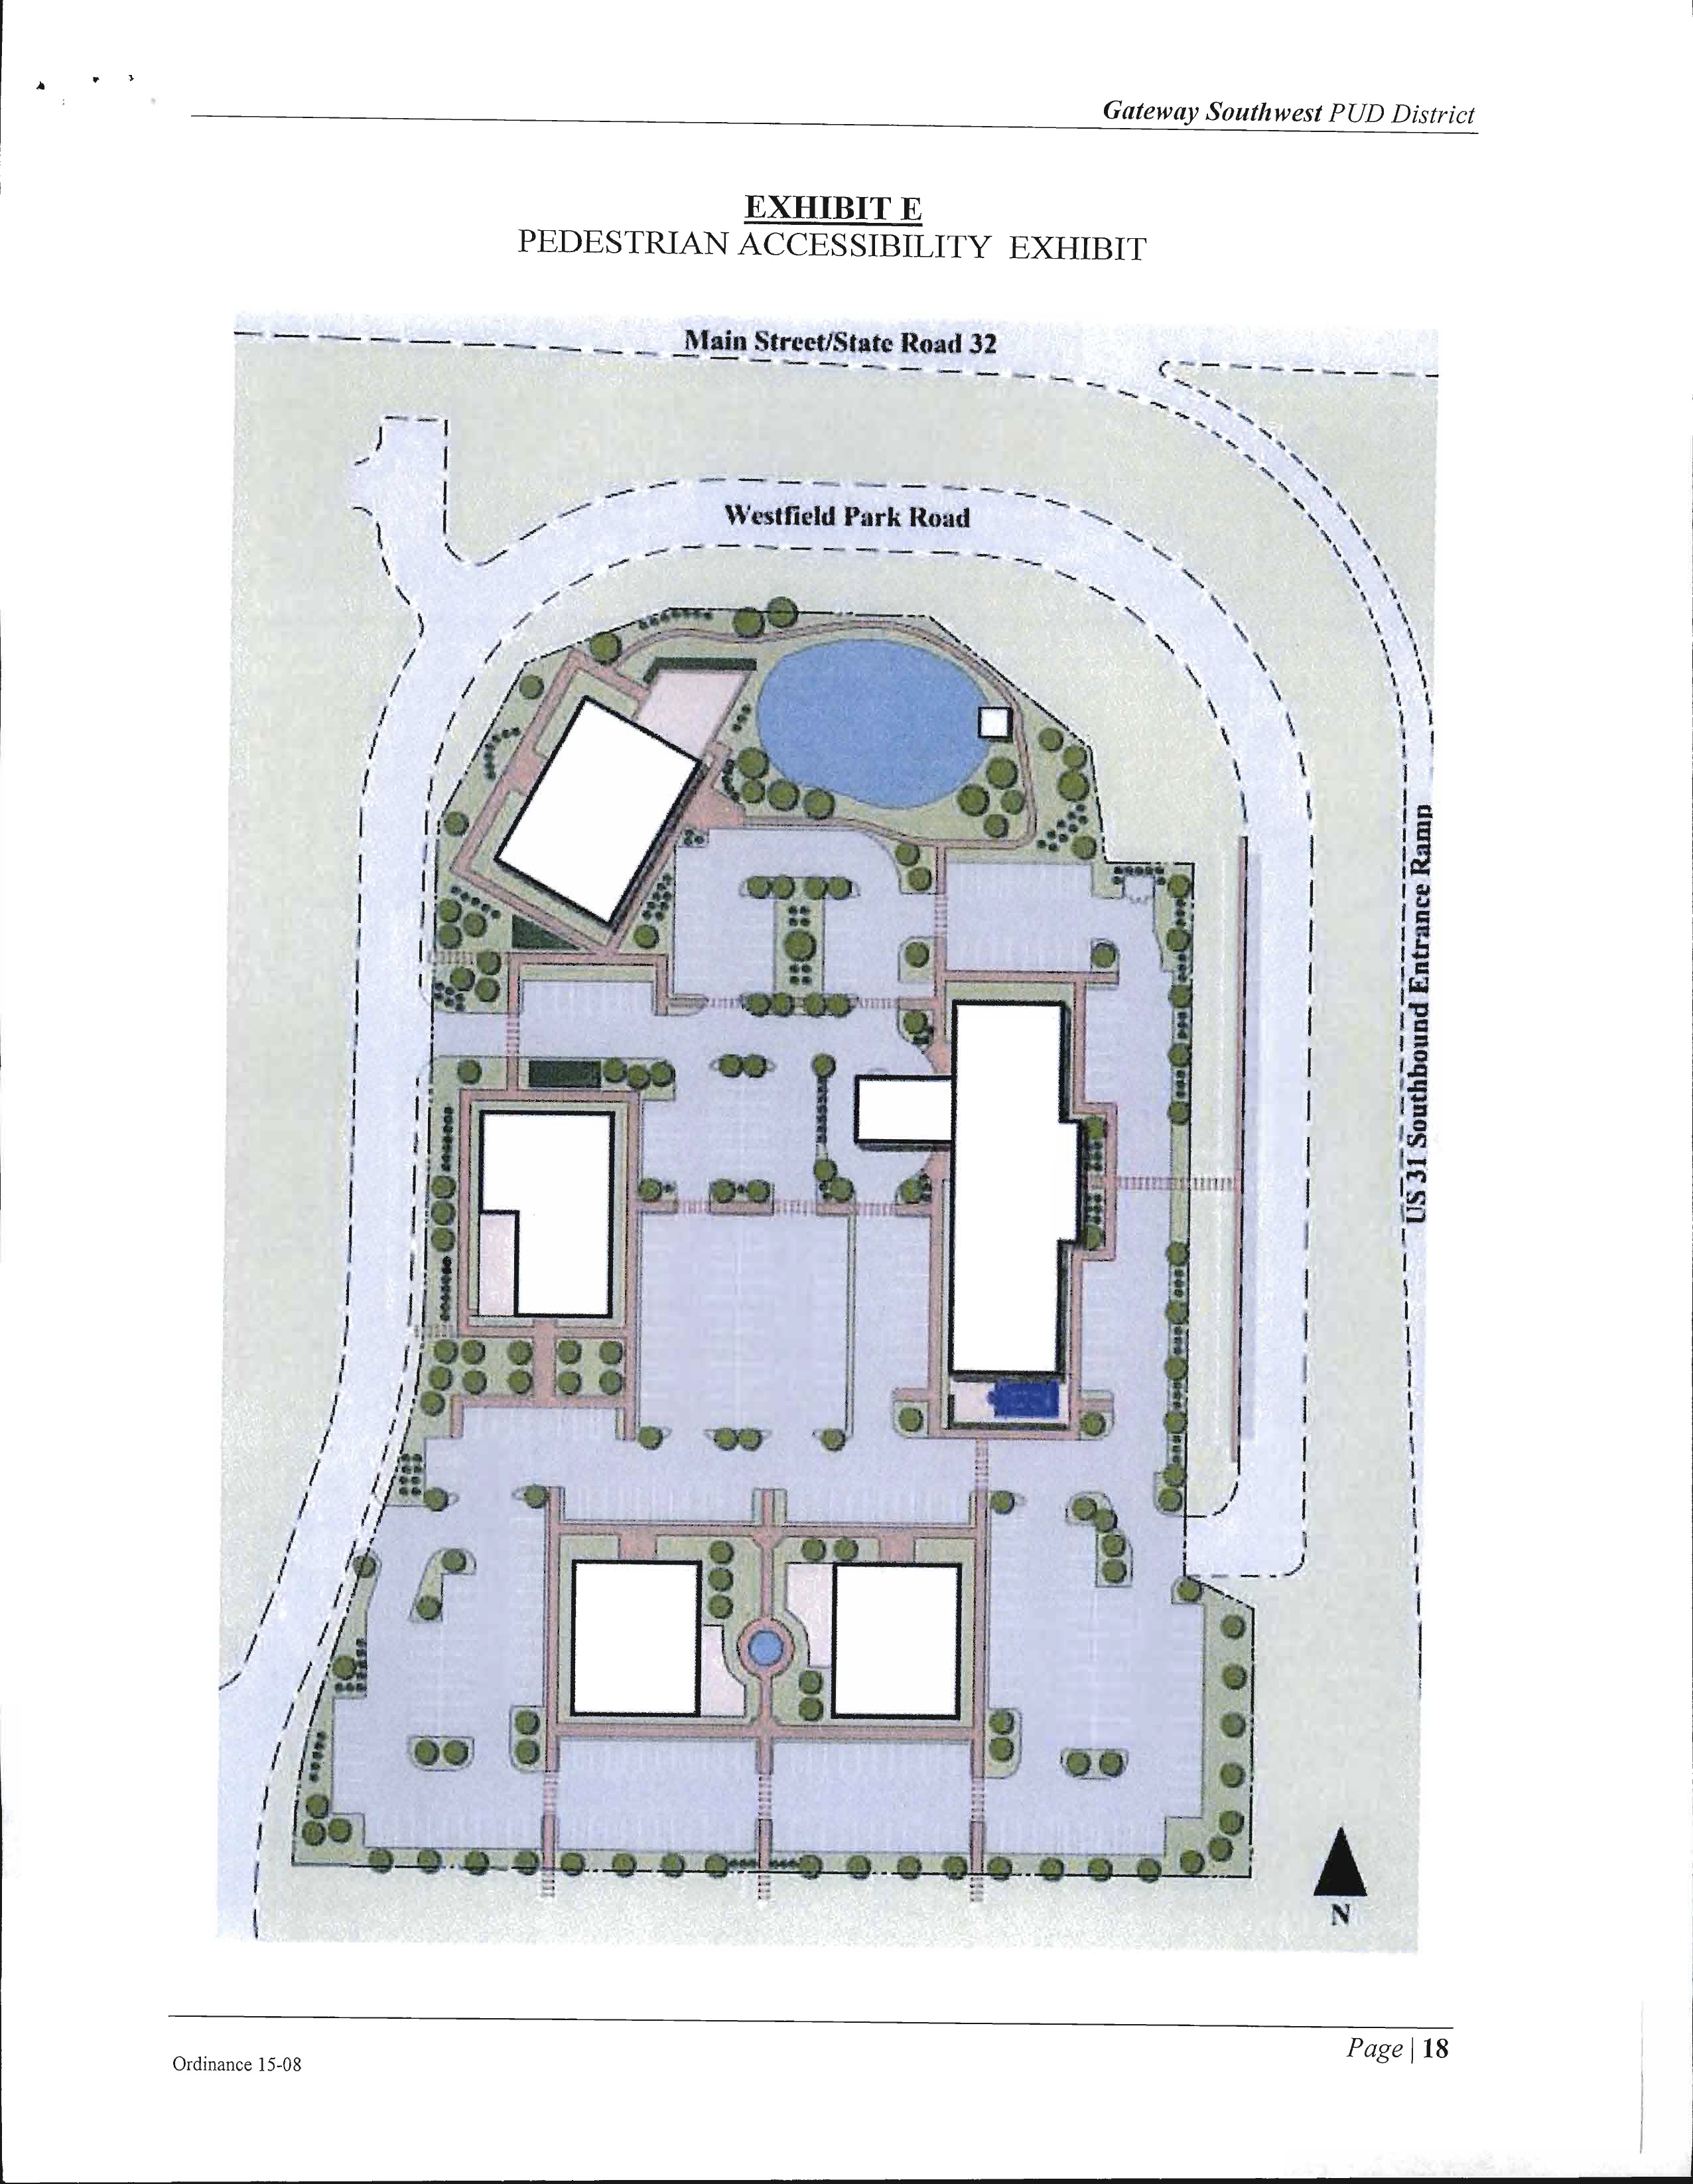 Gateway Southwest PUD District
EXHIBIT E
PEDESTRIAN ACCESSIBILITY EXHIBIT
Main Street/State Road 32
Westfield Park Road
US 31 Southbound Entrance Ramp
N
Page | 18
Ordinance 15-08